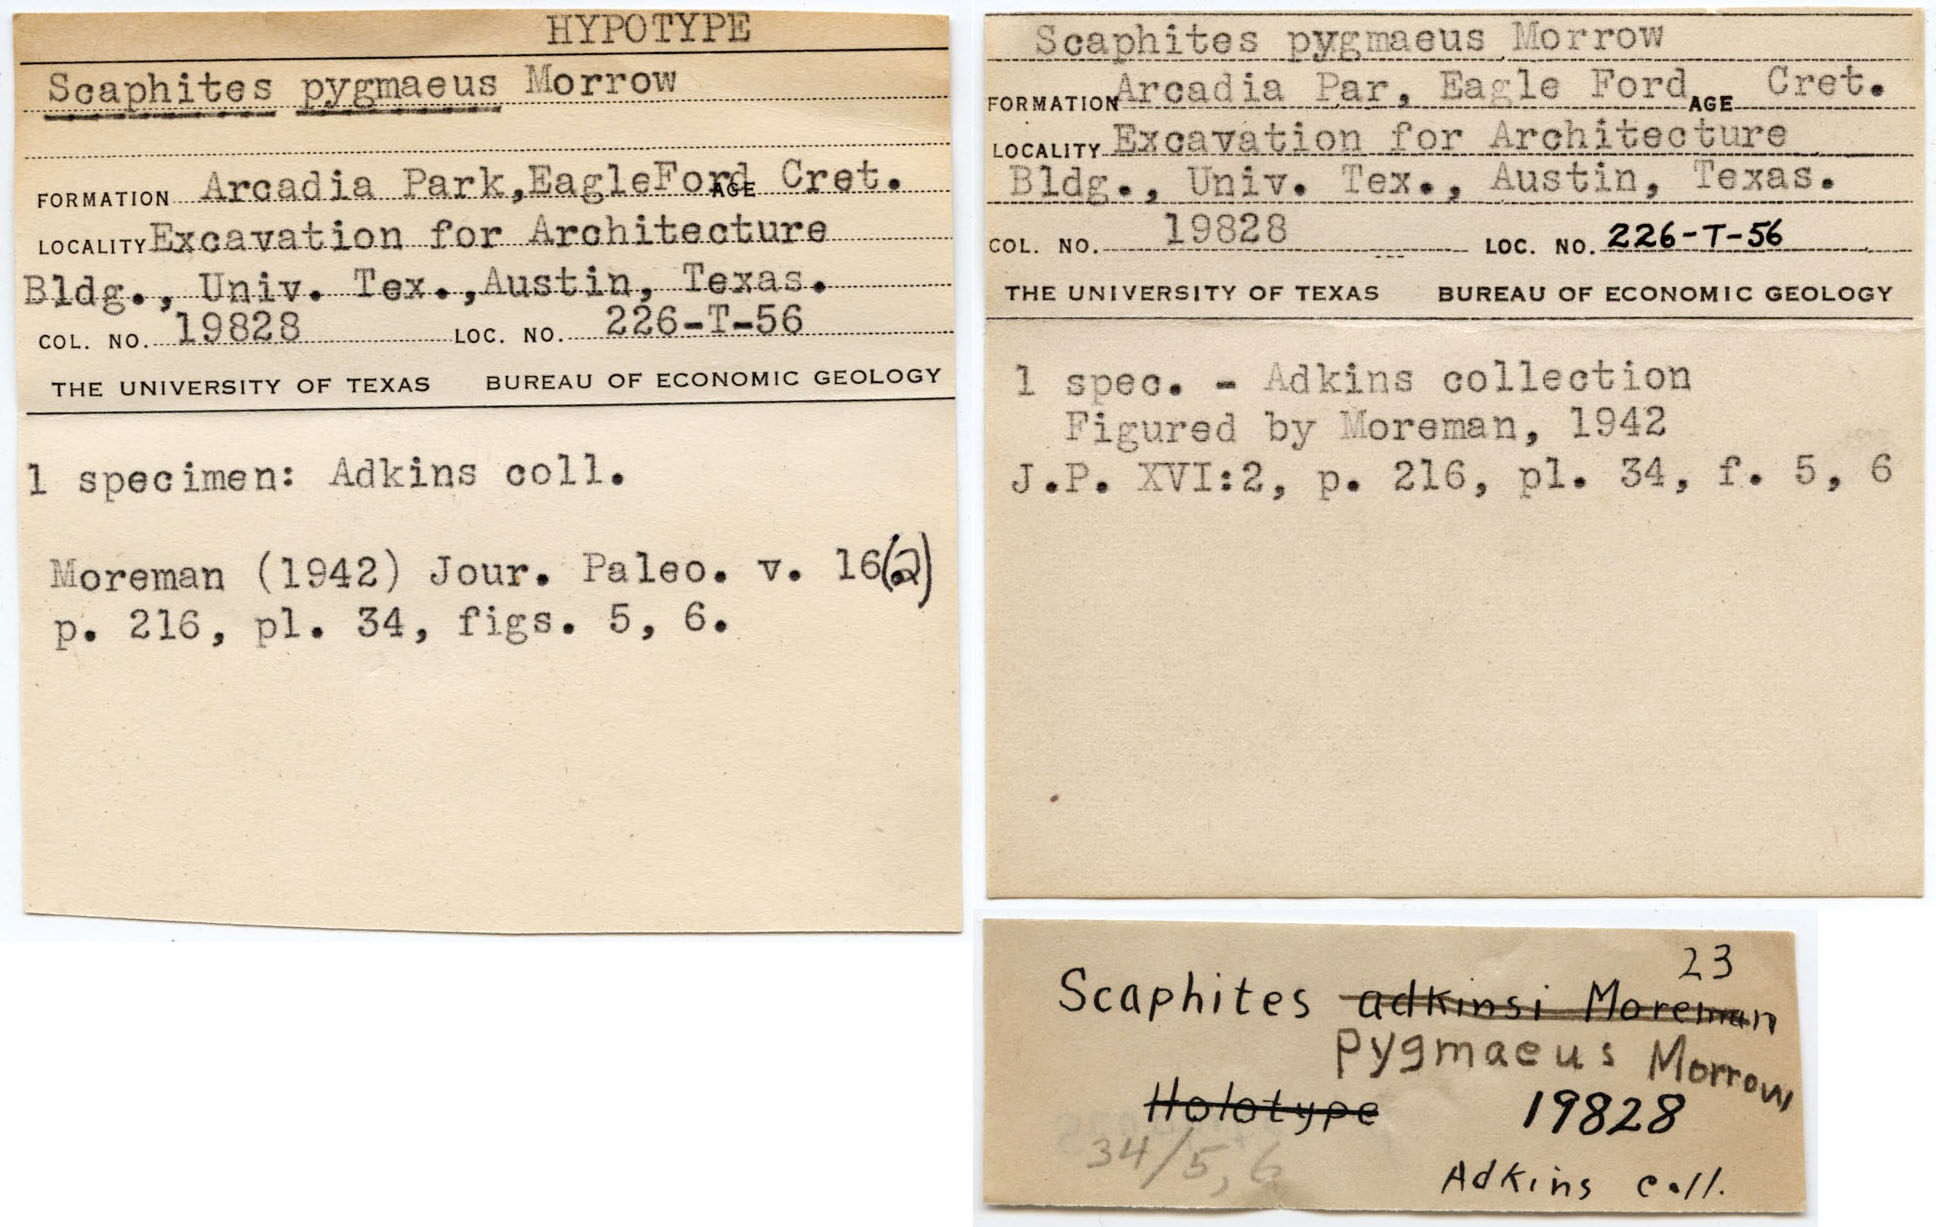 HYPOTYPE
Scaphites pygmaeus Morrow
FORMATION Arcadia Park,EagleFord AGE Cret.
LOCALITY Excavation for Architecture
Bldg., Univ. Tex.,Austin, Texas.
COL. NO. 19828 LOC. NO. 226-T-56
THE UNIVERSITY OF TEXAS BUREAU OF ECONOMIC GEOLOGY
1 specimen: Adkins coll.
Moreman (1942) Jour. Paleo. v. 16(2)
p. 216, pl. 34, figs. 5, 6.
Scaphites pygmaeus Morrow
FORMATION Arcadia Par, Eagle Ford AGE Cret.
LOCALITY Excavation for Architecture
Bldg., Univ. Tex., Austin, Texas.
COL. NO. 19828 LOC. NO. 226-T-56
THE UNIVERSITY OF TEXAS BUREAU OF ECONOMIC GEOLOGY
1 spec. - Adkins collection
Figured by Moreman, 1942
J.P. XVI:2, p. 216, pl. 34, f. 5, 6
23
Scaphites adkinsi Moreman
pygmaeus Morrow
Holotype 19828
34/5, 6
Adkins coll.